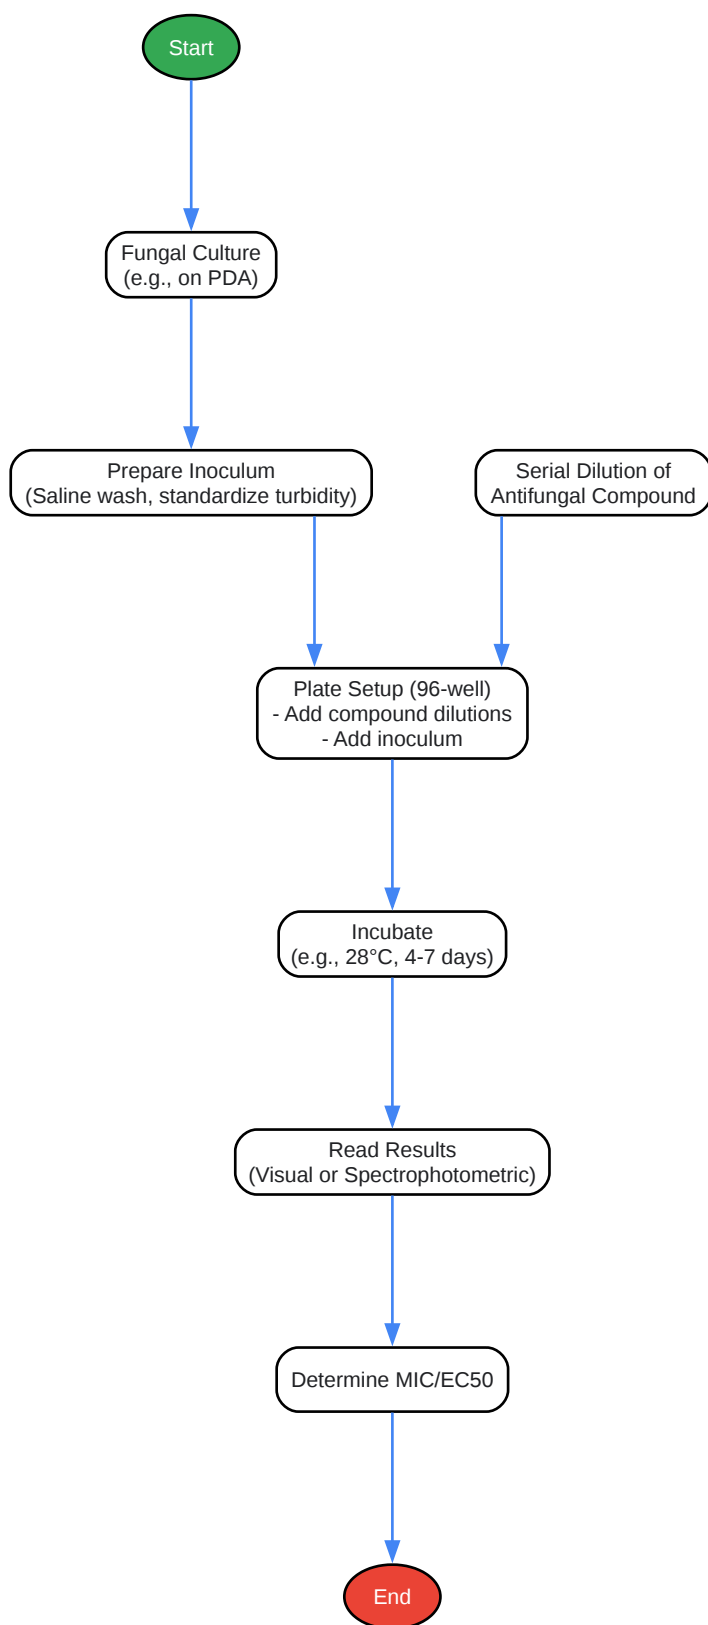 Start
Fungal Culture
(e.g., on PDA)
Prepare Inoculum
(Saline wash, standardize turbidity)
Serial Dilution of
Antifungal Compound
Plate Setup (96-well)
- Add compound dilutions
- Add inoculum
Incubate
(e.g., 28°C, 4-7 days)
Read Results
(Visual or Spectrophotometric)
Determine MIC/EC50
End